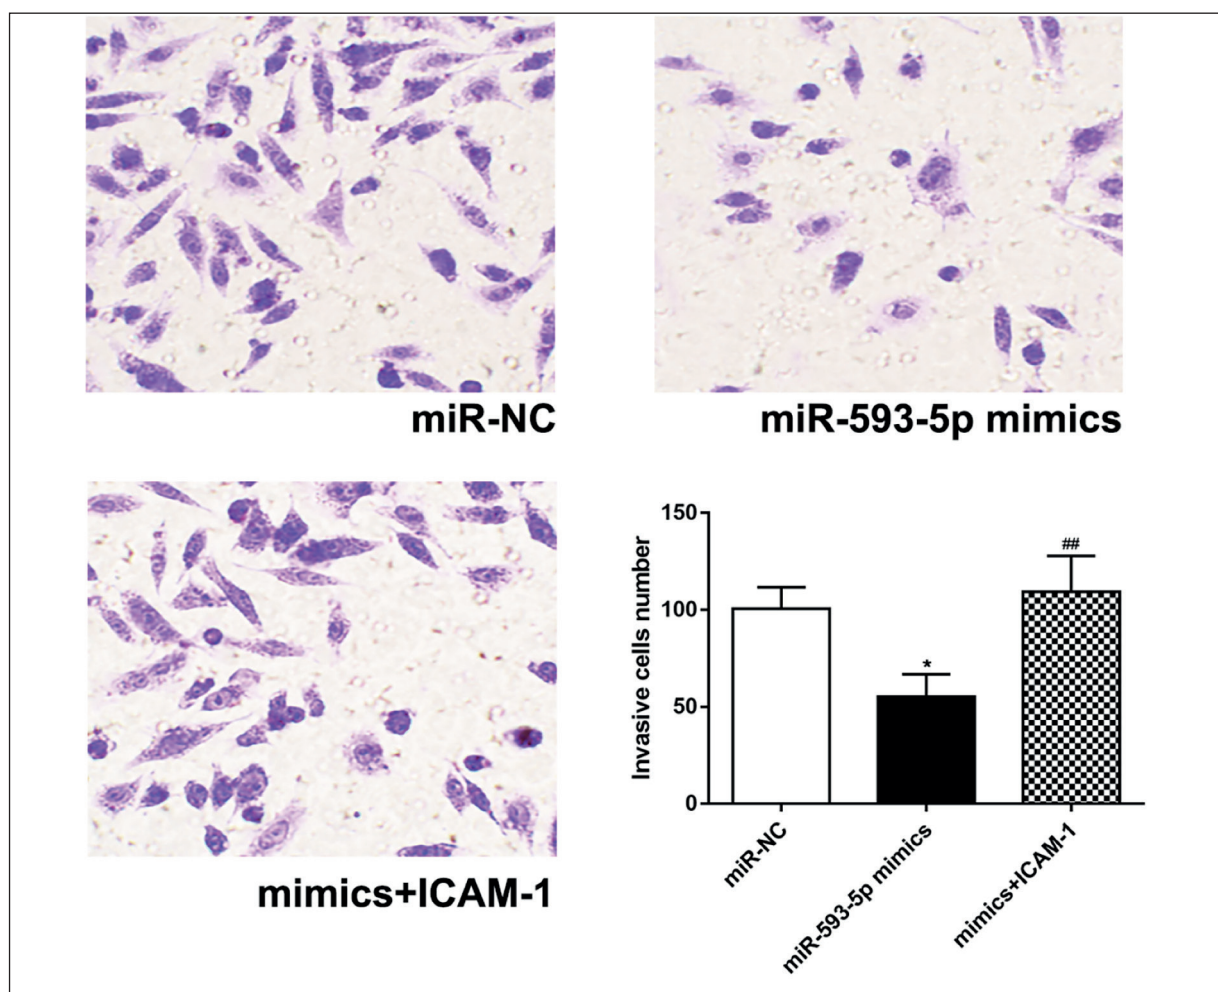 miR-NC
miR-593-5p mimics
mimics+ICAM-1
Invasive cells number
150
100
50
0
*
##
miR-NC
miR-593-5p mimics
mimics+ICAM-1